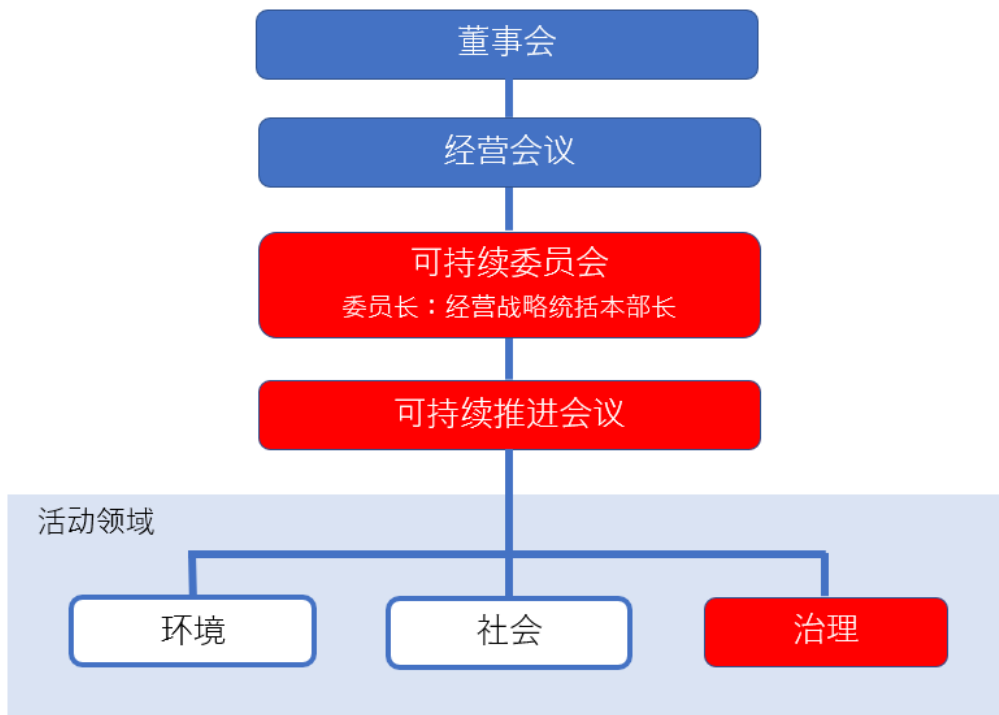 董事会
经营会议
可持续委员会
委员长：经营战略统括本部长
可持续推进会议
活动领域
环境
社会
治理